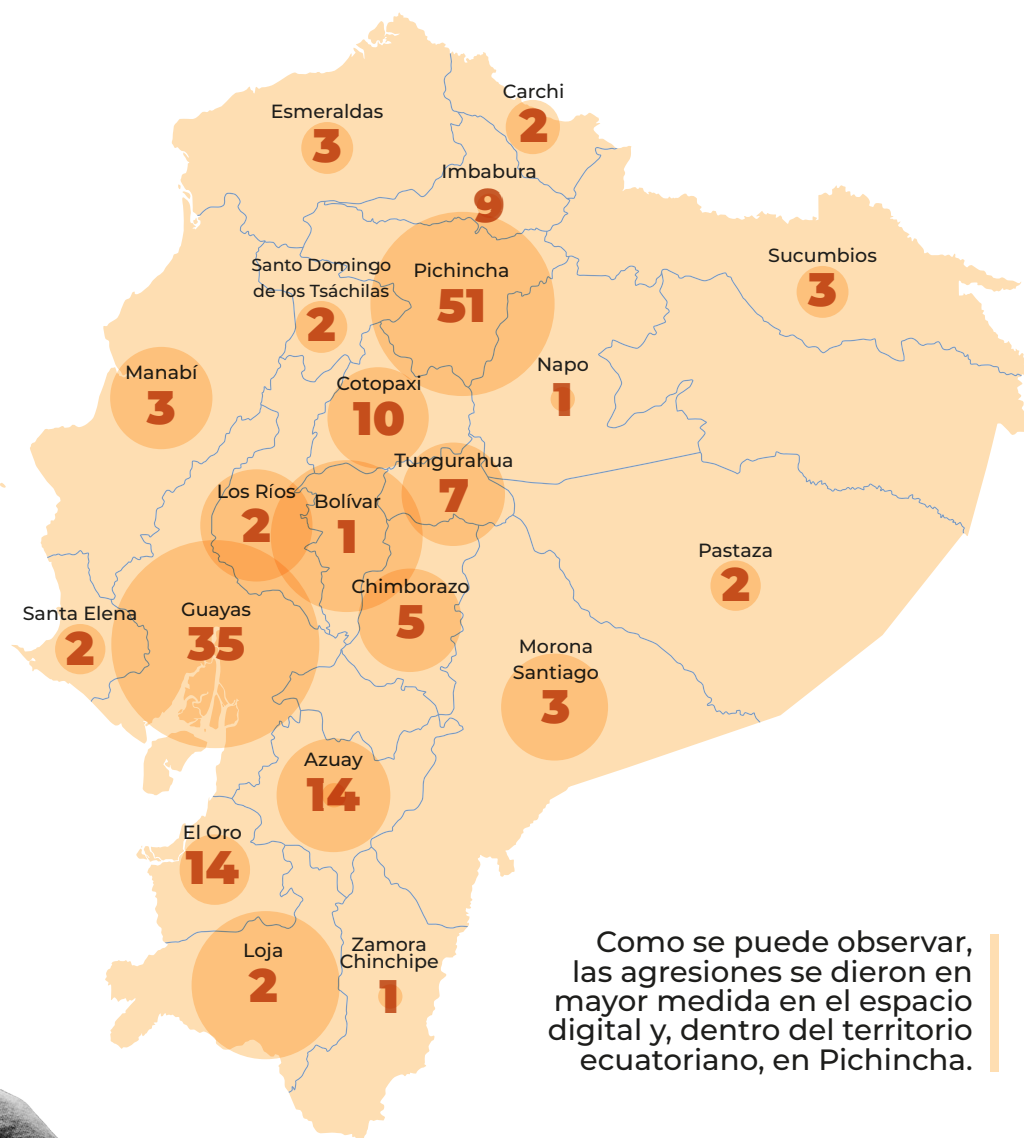 Carchi
2
Esmeraldas
3
Imbabura
9
Sucumbios
3
Santo Domingo
de los Tsáchilas
2
Pichincha
51
Napo
1
Manabí
3
Cotopaxi
10
Tungurahua
7
Los Ríos
2
Bolívar
1
Pastaza
2
Chimborazo
5
Santa Elena
2
Guayas
35
Morona
Santiago
3
Azuay
14
El Oro
14
Loja
2
Zamora
Chinchipe
1
Como se puede observar,
las agresiones se dieron en
mayor medida en el espacio
digital y, dentro del territorio
ecuatoriano, en Pichincha.